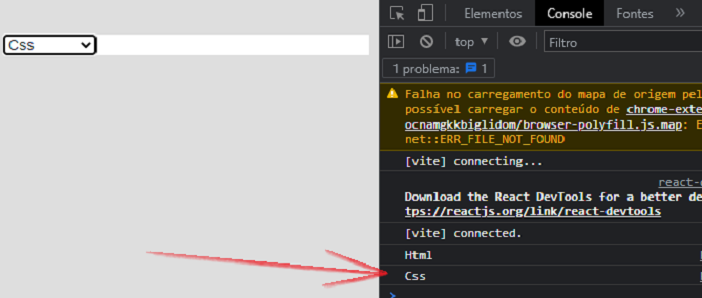 Css
Elementos Console Fontes »
top ▼ Filtro
1 problema: 1
Falha no carregamento do mapa de origem pel
possível carregar o conteúdo de chrome-exte
ocnamgkkbiglidom/browser-polyfill.js.map: E
net::ERR_FILE_NOT_FOUND
[vite] connecting...
react-d
Download the React DevTools for a better de
tps://reactjs.org/link/react-devtools
[vite] connected.
Html
Css